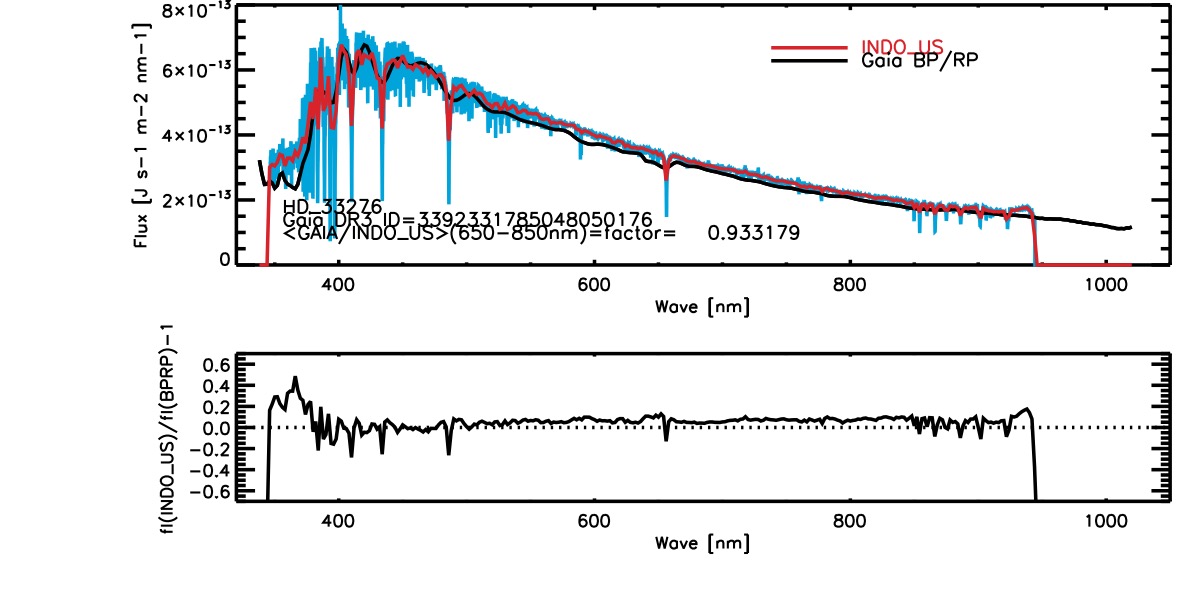 8×10-13
6×10-13
4×10-13
2×10-13
0
Flux [J s-1 m-2 nm-1]
INDO_US
Gaia BP/RP
HD_33276
Gaia DR3 ID=3392331785048050176
<GAIA/INDO_US>(650-850nm)=factor= 0.933179
400 600 800 1000
Wave [nm]
fl(INDO_US)/fl(BPRP)-1
0.6
0.4
0.2
0.0
-0.2
-0.4
-0.6
400 600 800 1000
Wave [nm]